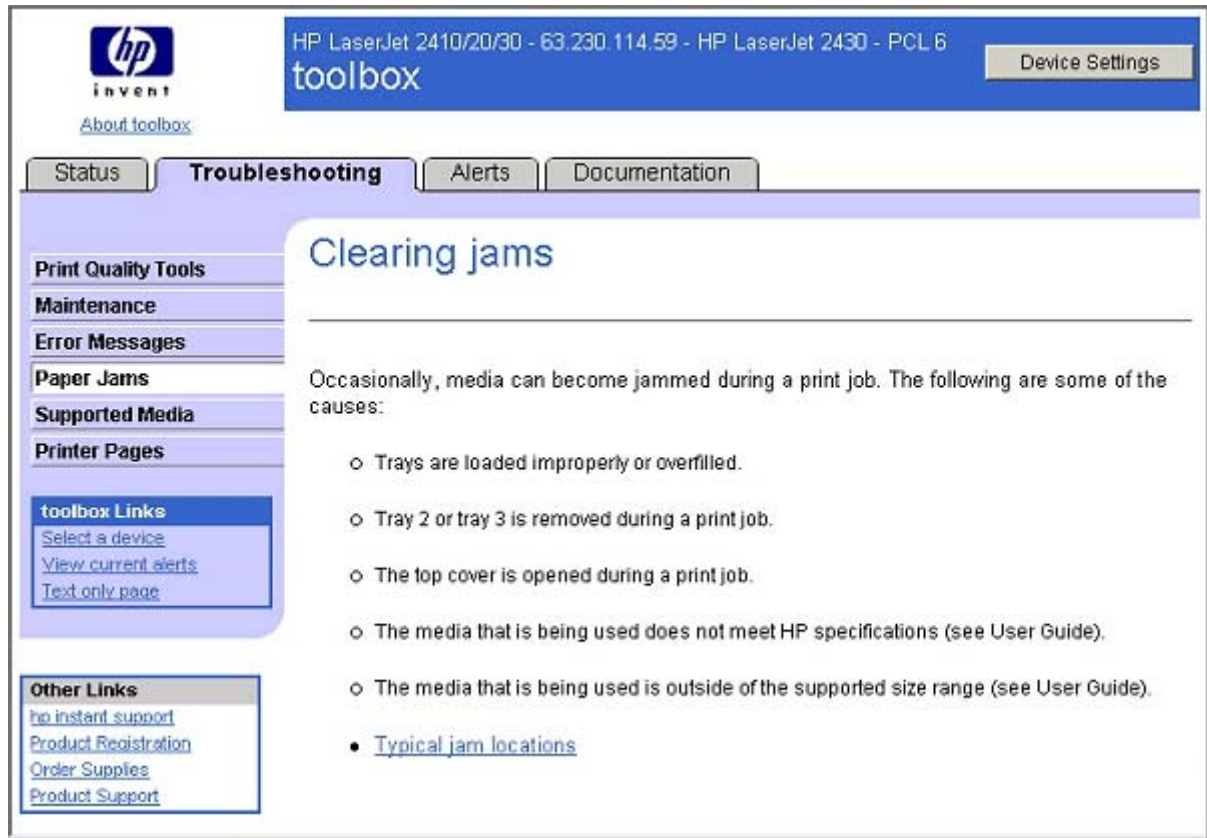 hp
invent
About toolbox
HP LaserJet 2410/20/30 - 63.230.114.59 - HP LaserJet 2430 - PCL 6
toolbox
Device Settings
Status
Troubleshooting
Alerts
Documentation
Print Quality Tools
Maintenance
Error Messages
Paper Jams
Supported Media
Printer Pages
toolbox Links
Select a device
View current alerts
Text only page
Other Links
hp instant support
Product Registration
Order Supplies
Product Support
Clearing jams
Occasionally, media can become jammed during a print job. The following are some of the
causes:
o Trays are loaded improperly or overfilled.
o Tray 2 or tray 3 is removed during a print job.
o The top cover is opened during a print job.
o The media that is being used does not meet HP specifications (see User Guide).
o The media that is being used is outside of the supported size range (see User Guide).
• Typical jam locations